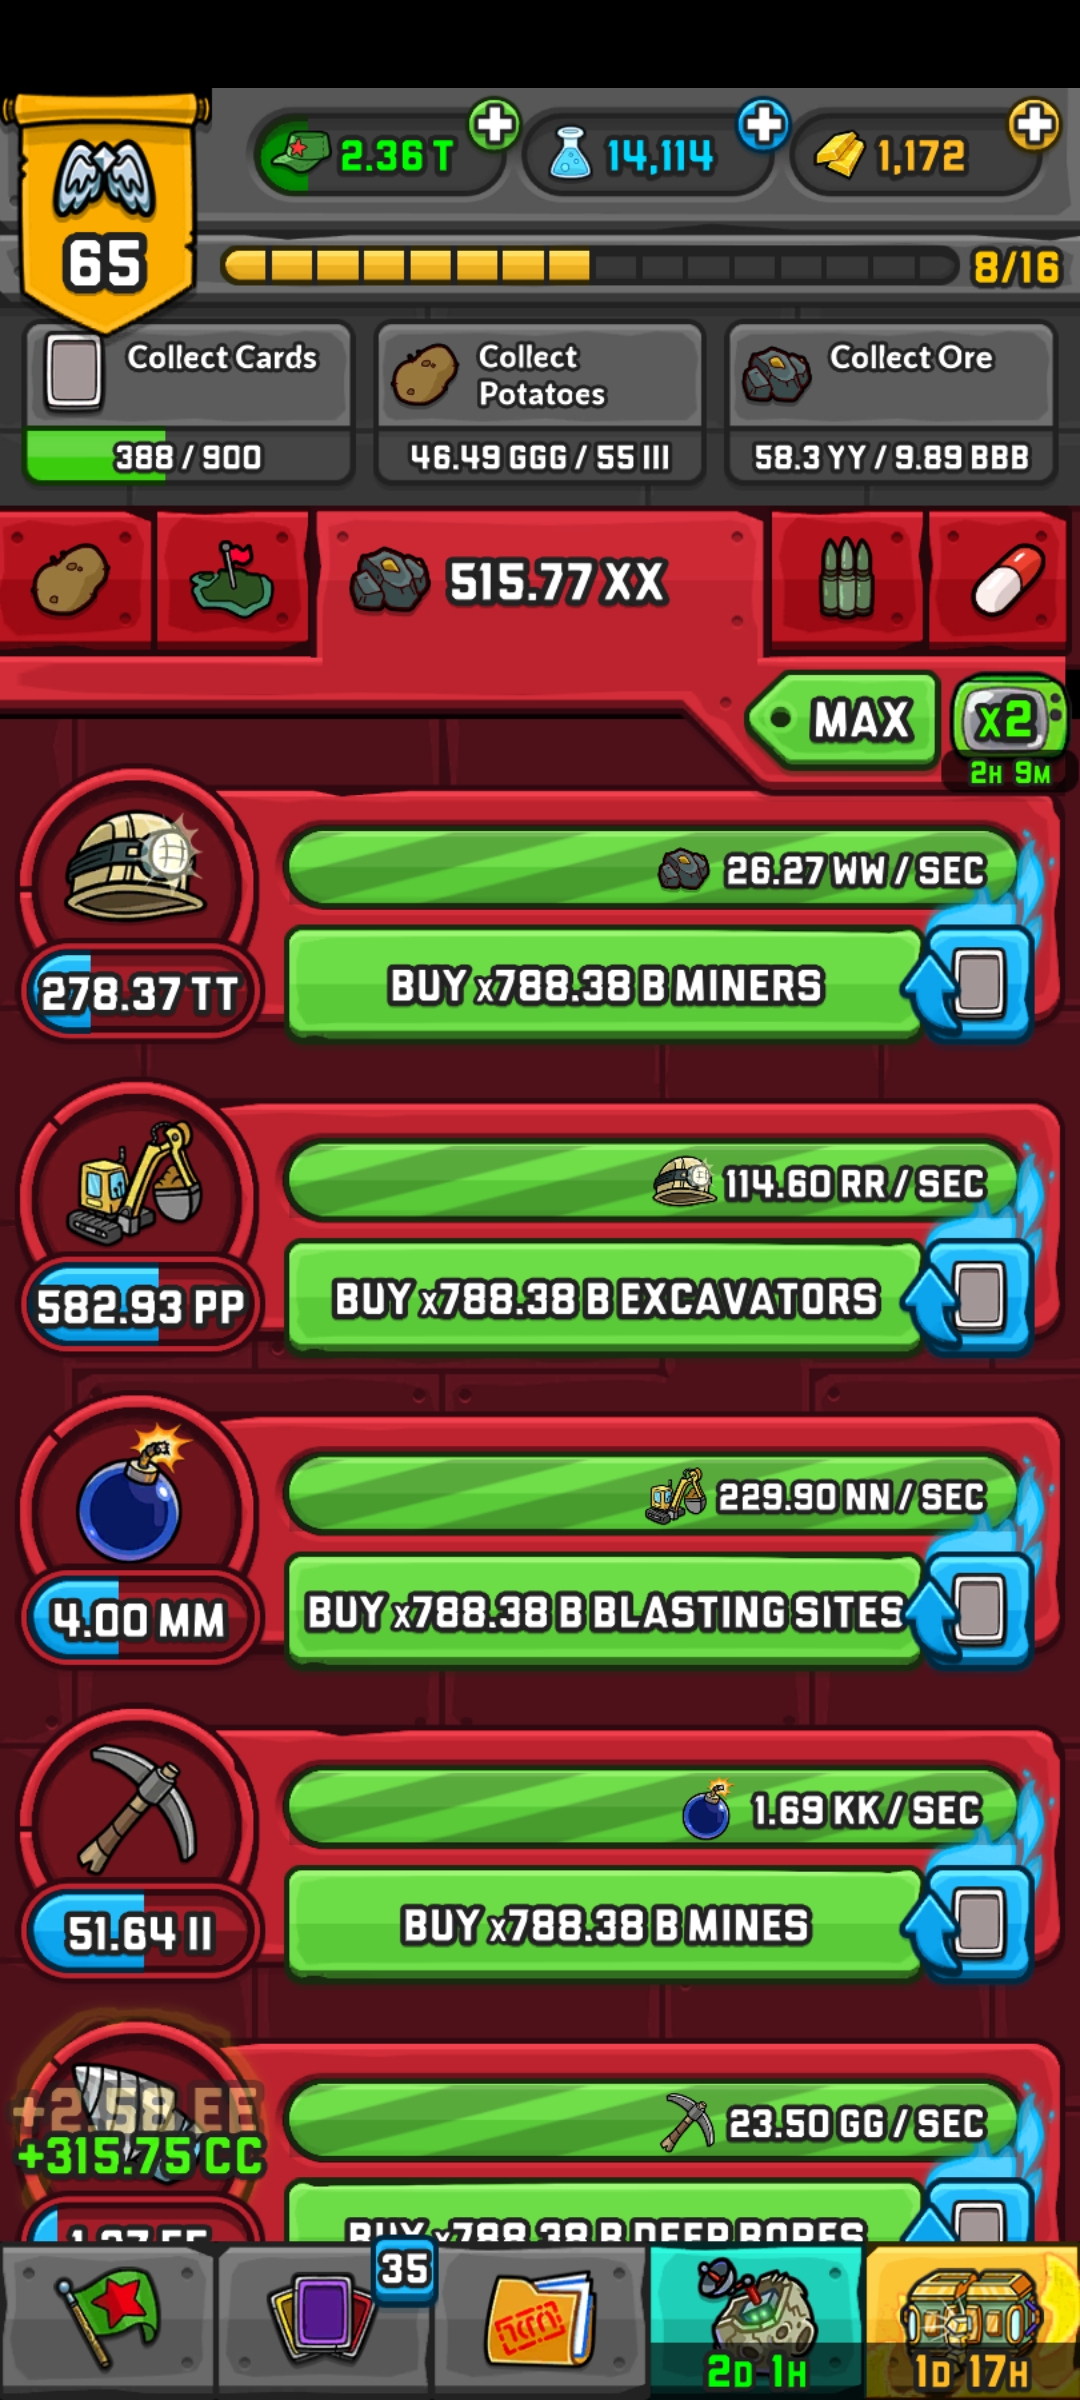 2.36 T
14,114
1,172
65
8/16
Collect Cards
388 / 900
Collect
Potatoes
46.49 GGG / 55 III
Collect Ore
58.3 YY / 9.89 BBB
515.77 XX
MAX
x2
2H 9M
26.27 WW / SEC
278.37 TT
BUY x788.38 B MINERS
114.60 RR / SEC
582.93 PP
BUY x788.38 B EXCAVATORS
229.90 NN / SEC
4.00 MM
BUY x788.38 B BLASTING SITES
1.69 KK / SEC
51.64 II
BUY x788.38 B MINES
+2.58 EE
+315.75 CC
23.50 GG / SEC
BUY x788.38 B DEEP BORES
35
2D 1H
1D 17H